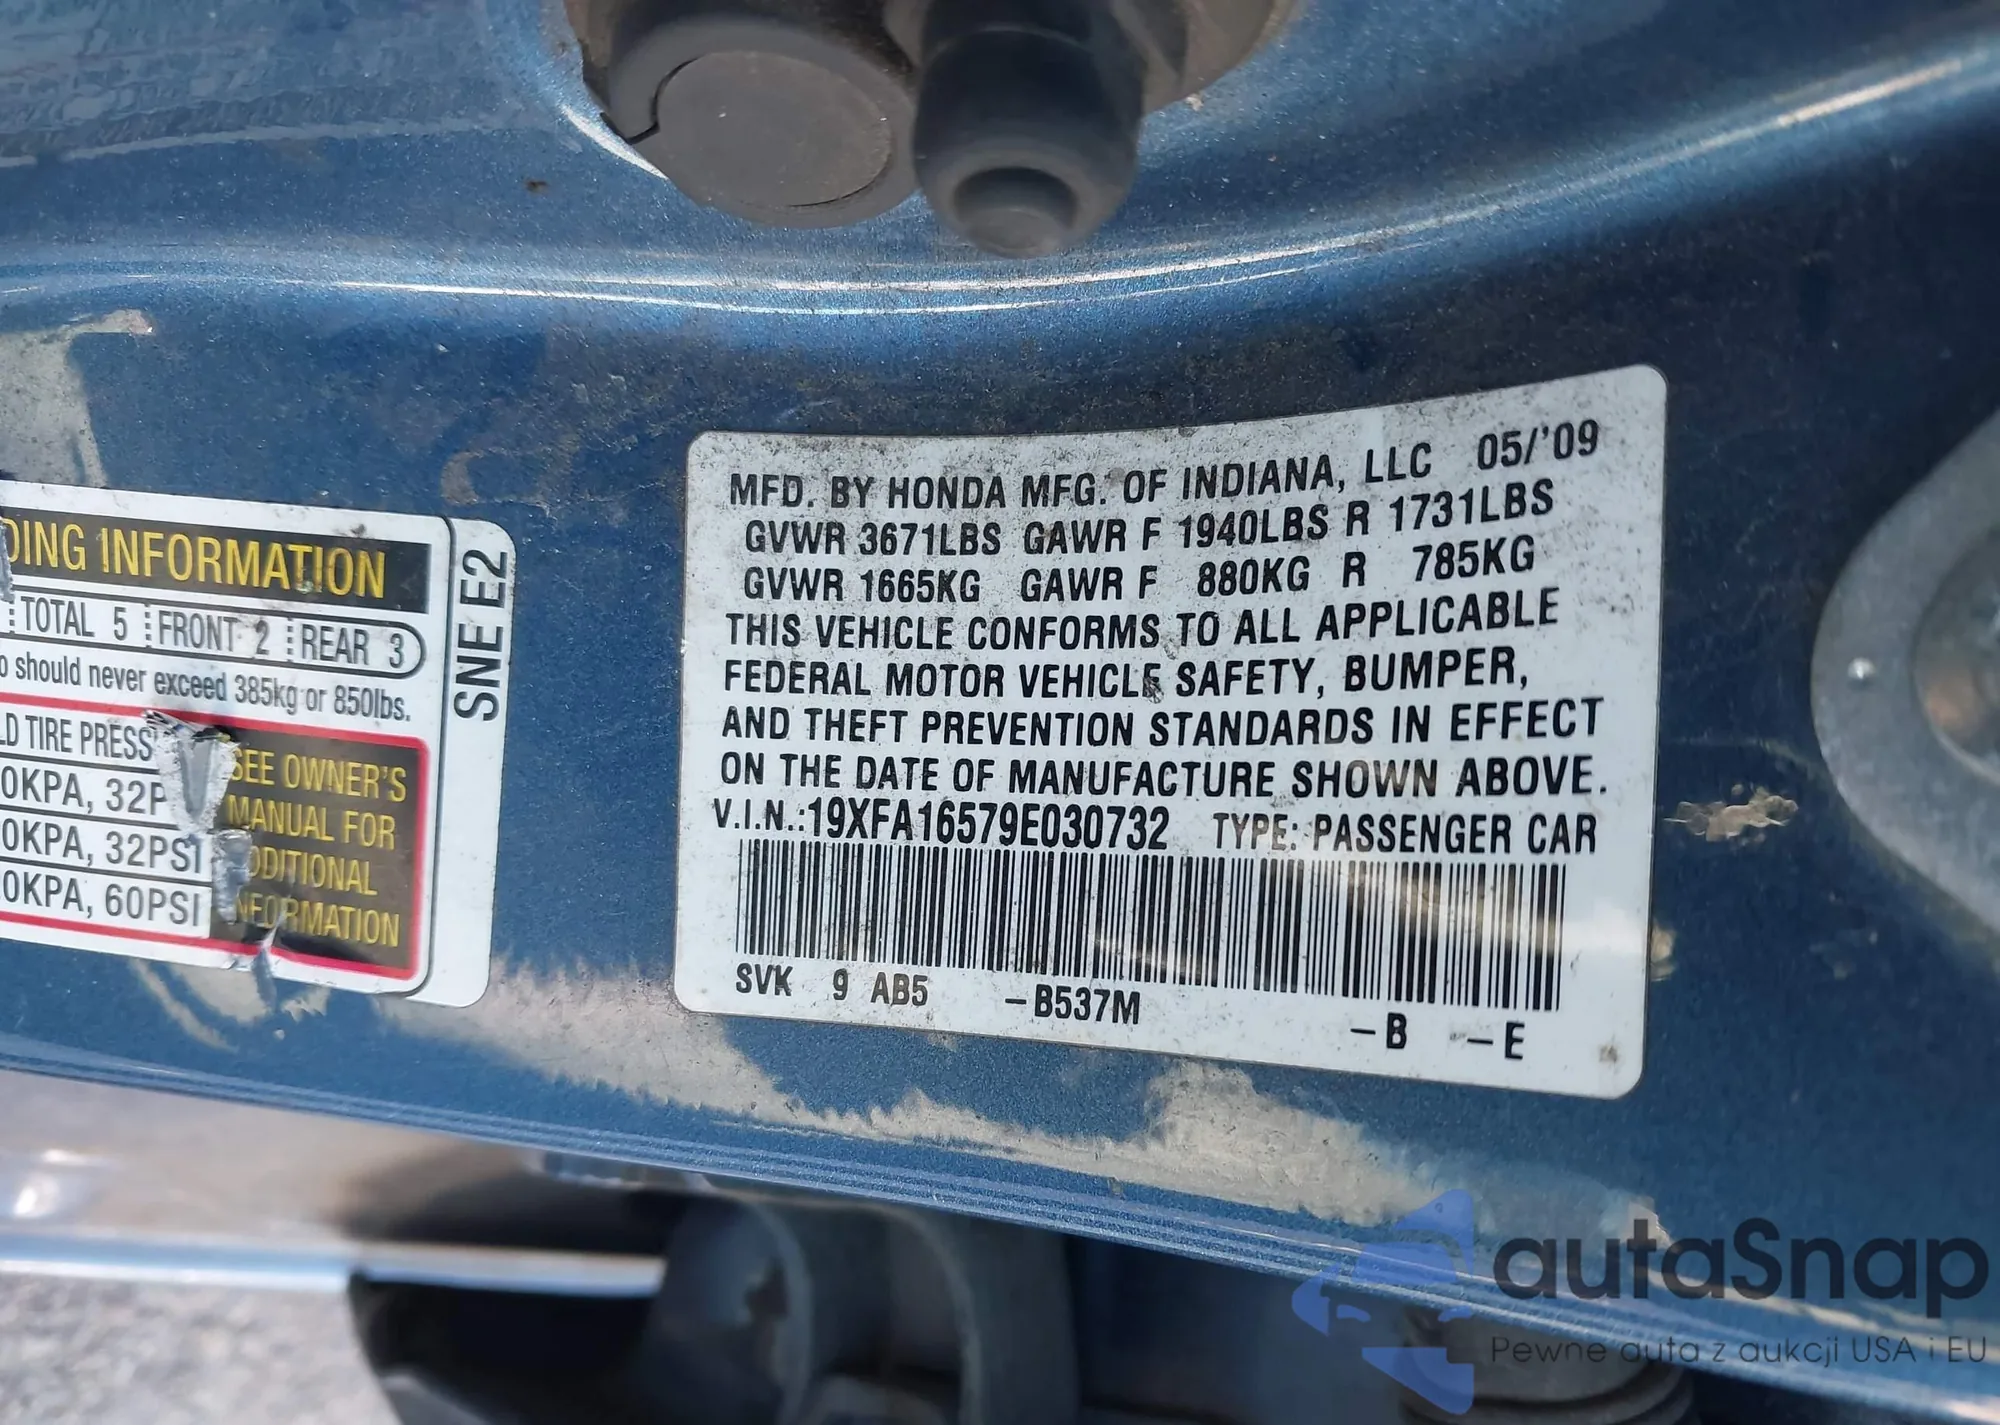 DING INFORMATION
TOTAL 5 FRONT 2 REAR 3
o should never exceed 385kg or 850lbs.
LD TIRE PRESS
0KPA, 32P
0KPA, 32PSI
0KPA, 60PSI
SEE OWNER'S
MANUAL FOR
ADDITIONAL
INFORMATION
SNE E2
MFD. BY HONDA MFG. OF INDIANA, LLC 05/'09
GVWR 3671LBS GAWR F 1940LBS R 1731LBS
GVWR 1665KG GAWR F 880KG R 785KG
THIS VEHICLE CONFORMS TO ALL APPLICABLE
FEDERAL MOTOR VEHICLE SAFETY, BUMPER,
AND THEFT PREVENTION STANDARDS IN EFFECT
ON THE DATE OF MANUFACTURE SHOWN ABOVE.
V.I.N.:19XFA16579E030732 TYPE: PASSENGER CAR
SVK 9 AB5 -B537M -B -E
autaSnap
Pewne auta z aukcji USA i EU